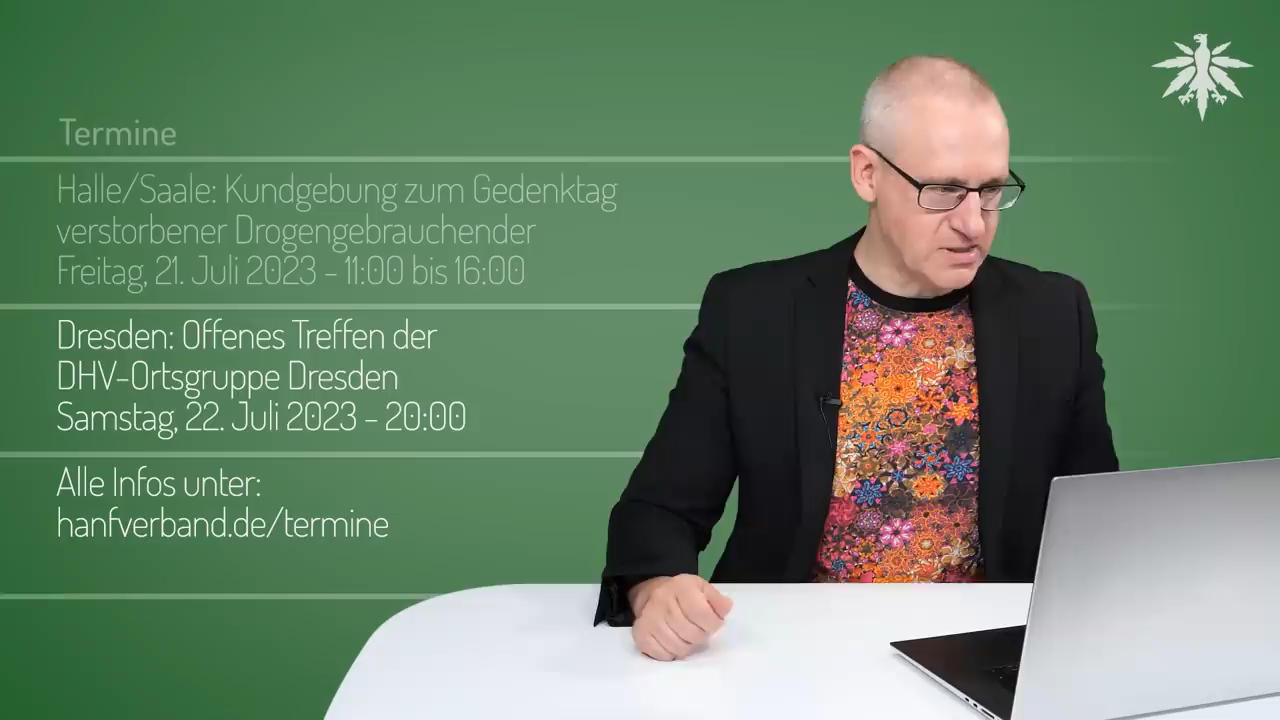 Termine
Halle/Saale: Kundgebung zum Gedenktag
verstorbener Drogengebrauchender
Freitag, 21. Juli 2023 - 11:00 bis 16:00
Dresden: Offenes Treffen der
DHV-Ortsgruppe Dresden
Samstag, 22. Juli 2023 - 20:00
Alle Infos unter:
hanfverband.de/termine